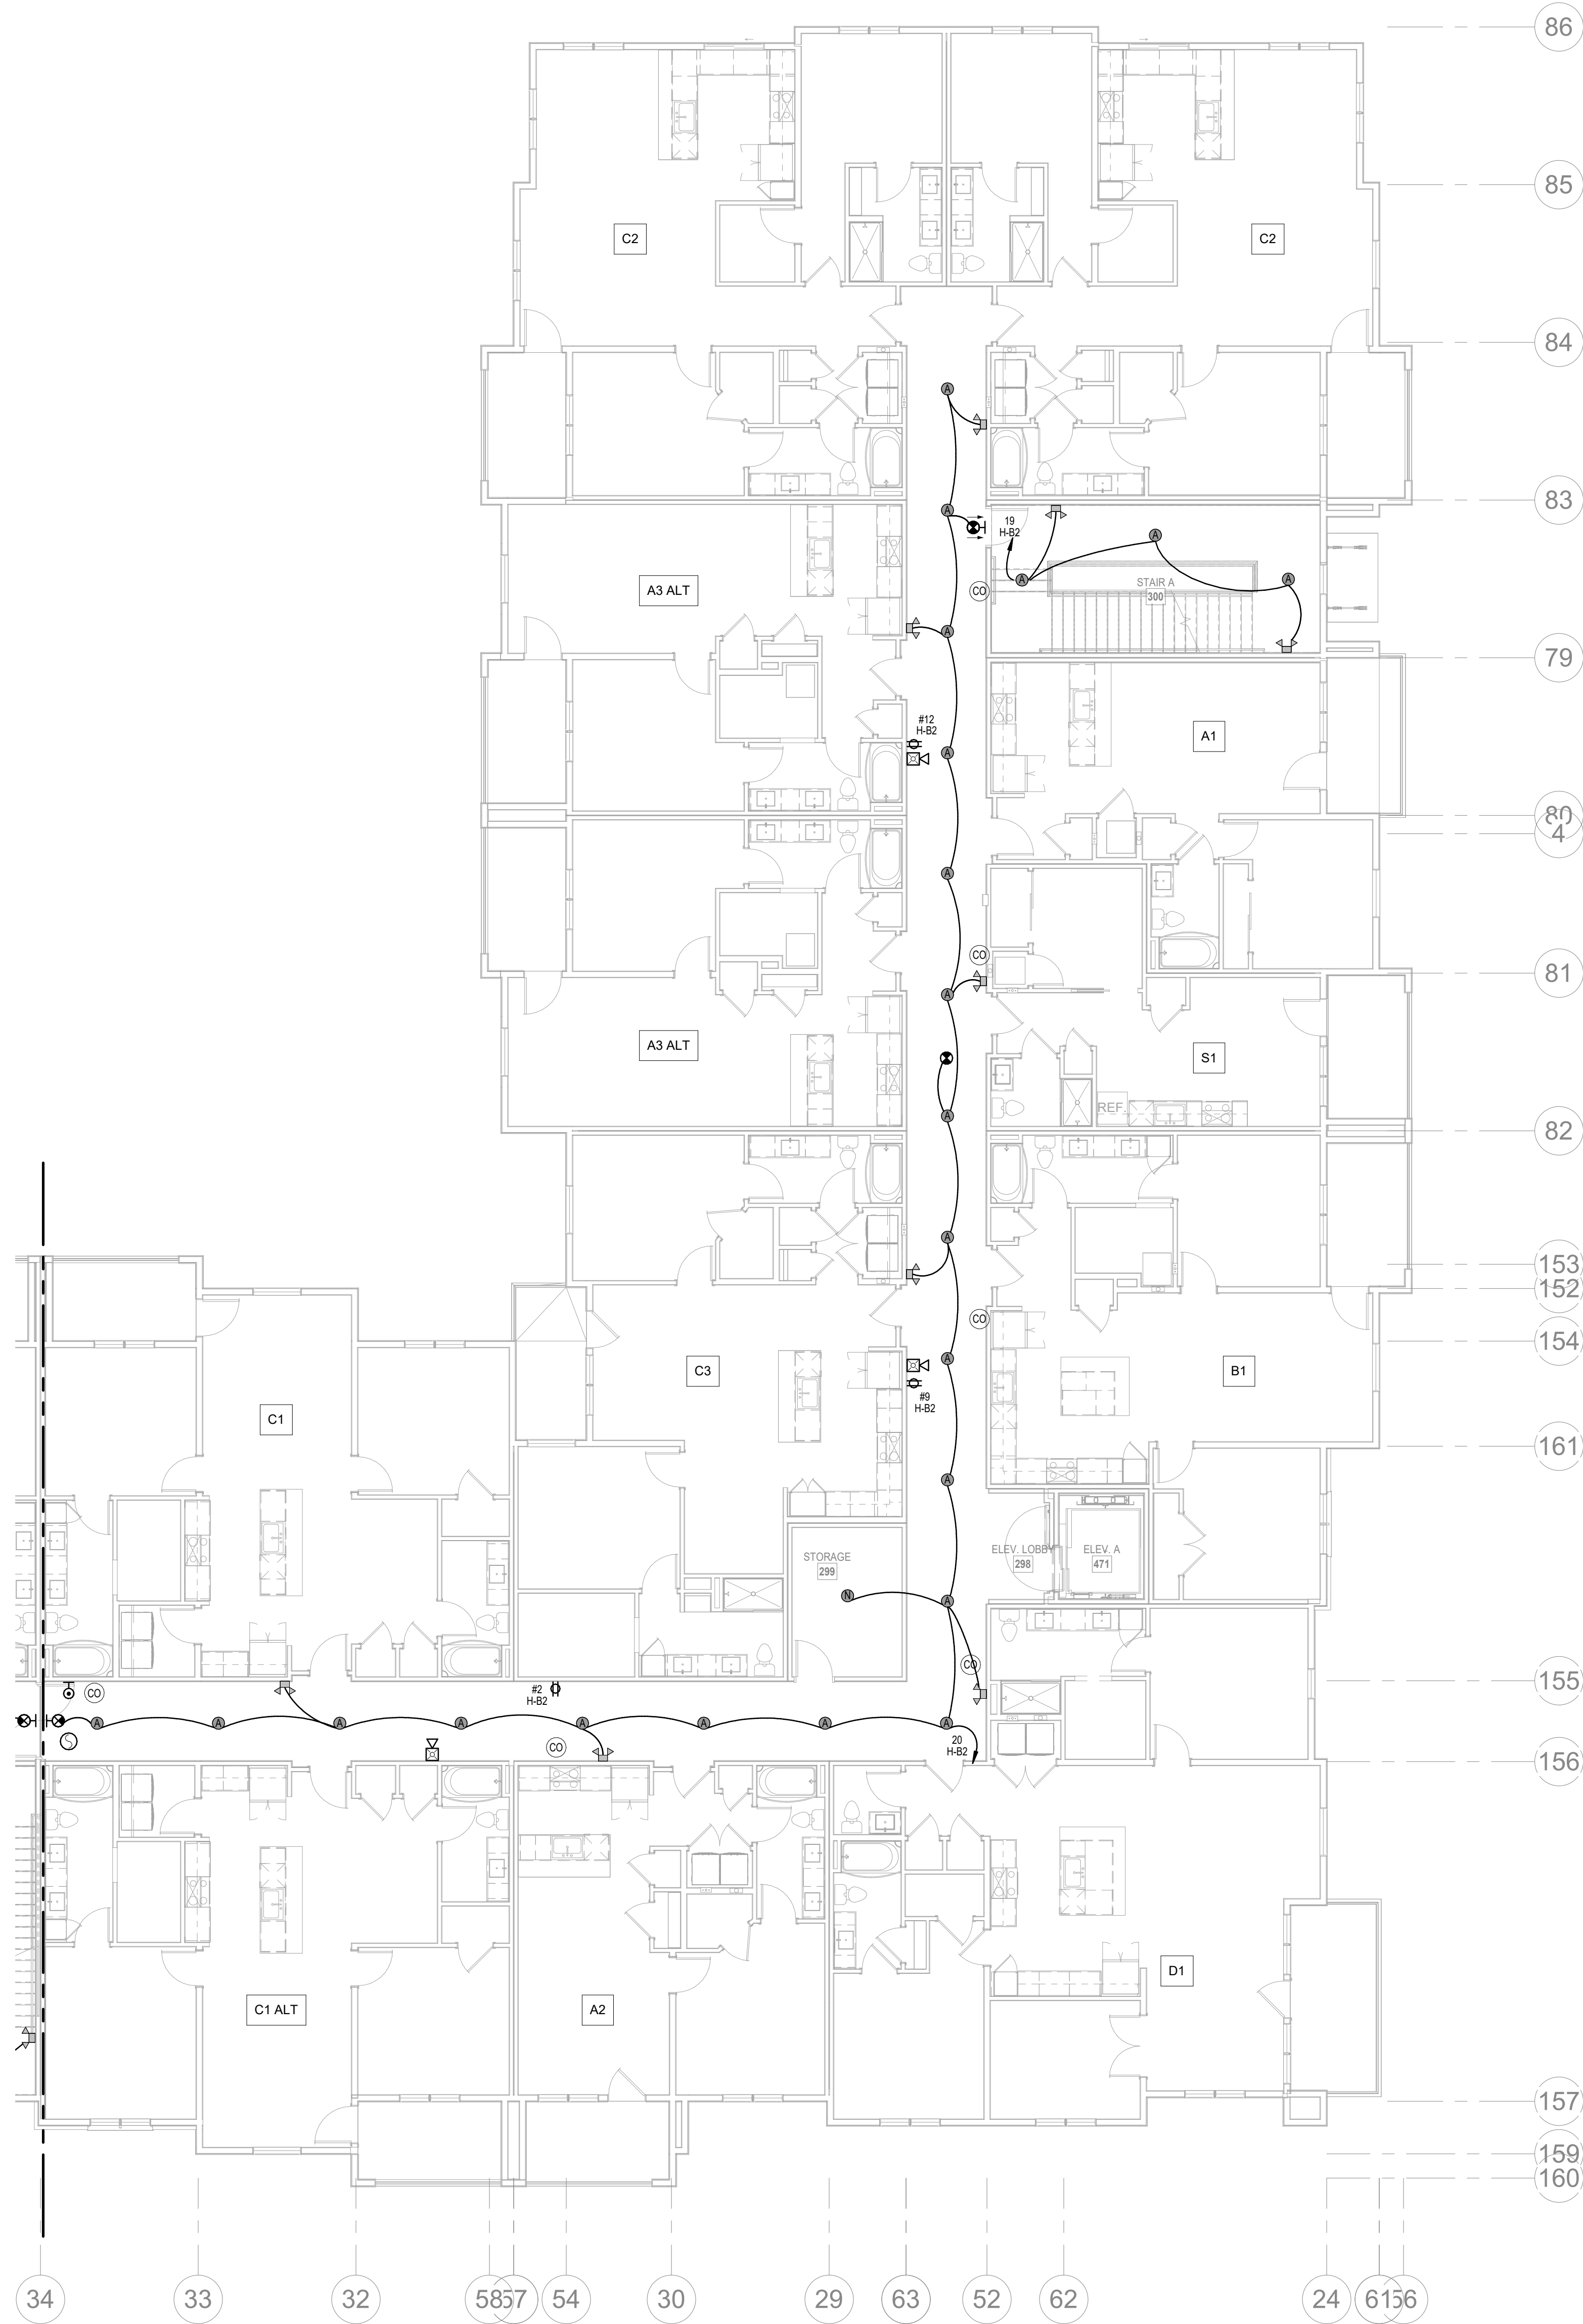 86
85
C2
C2
84
83
19
H-B2
A
A
A
A
A
CO
STAIR A
300
A3 ALT
A
79
#12
H-B2
A1
A
80
4
A
CO
81
A
A3 ALT
S1
REF.
A
82
A
153
152
CO
154
A
C3
B1
#9
H-B2
C1
161
A
ELEV. LOBBY
298
ELEV. A
471
STORAGE
299
N
A
CO
155
#2
H-B2
CO
A
A
A
A
A
A
A
A
S
CO
20
H-B2
156
D1
C1 ALT
A2
157
159
160
34
33
32
58
57
54
30
29
63
52
62
24
61
56